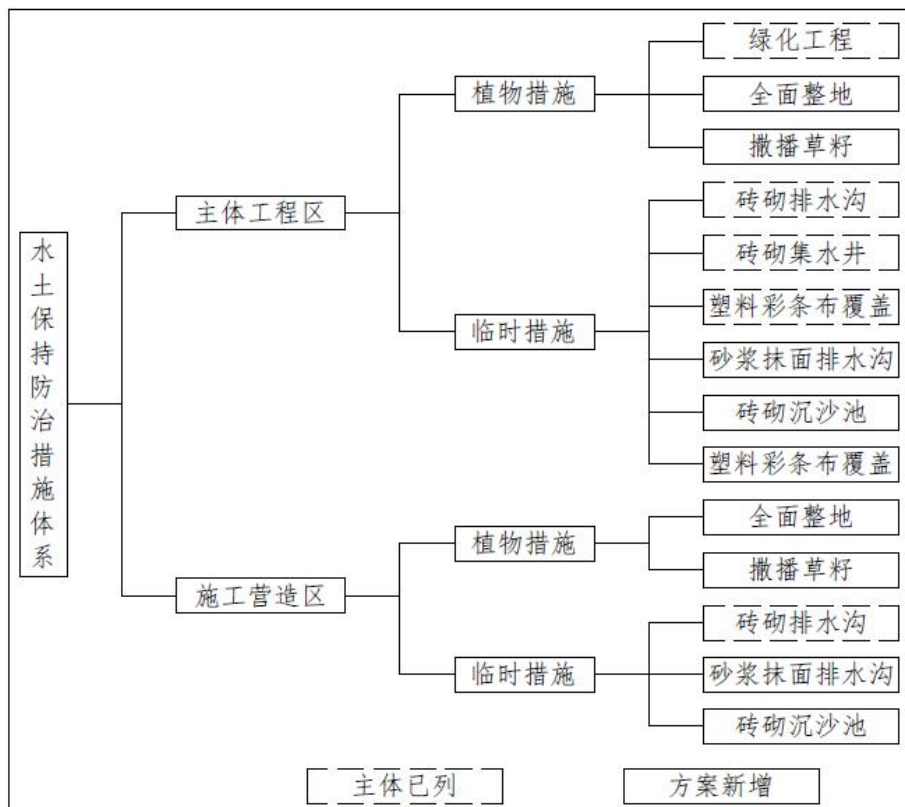 水土保持防治措施体系
主体工程区
植物措施
绿化工程
全面整地
撒播草籽
临时措施
砖砌排水沟
砖砌集水井
塑料彩条布覆盖
砂浆抹面排水沟
砖砌沉沙池
塑料彩条布覆盖
施工营造区
植物措施
全面整地
撒播草籽
临时措施
砖砌排水沟
砂浆抹面排水沟
砖砌沉沙池
主体已列
方案新增